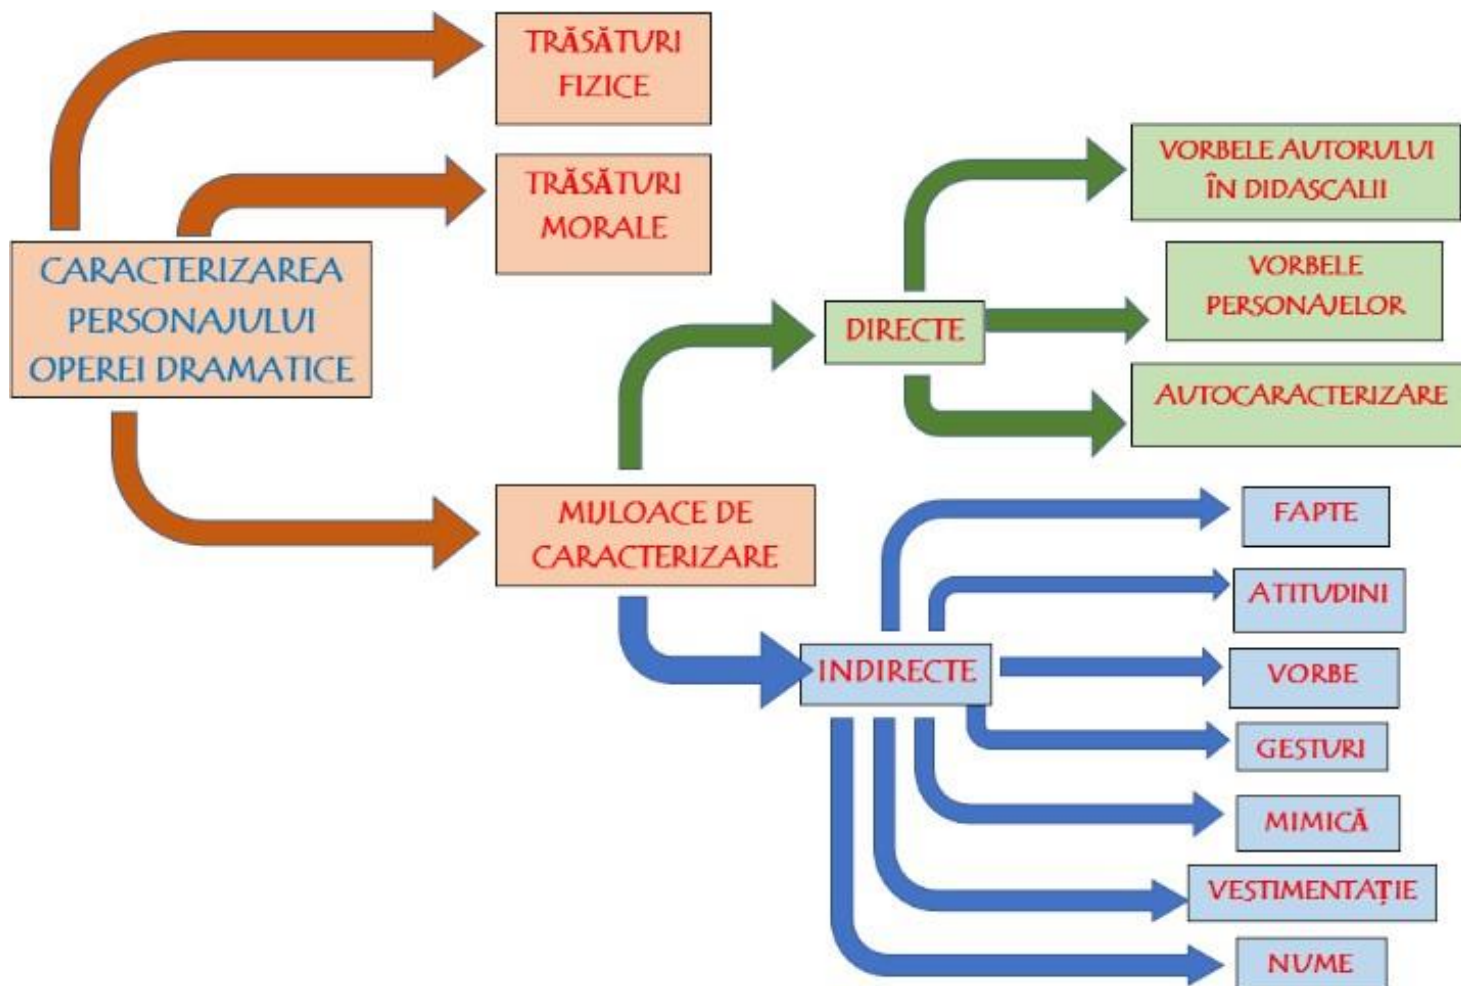 TRĂSĂTURI
FIZICE
TRĂSĂTURI
MORALE
CARACTERIZAREA
PERSONAJULUI
OPEREI DRAMATICE
MIJLOACE DE
CARACTERIZARE
DIRECTE
VORBELE AUTORULUI
ÎN DIDASCALII
VORBELE
PERSONAJELOR
AUTOCARACTERIZARE
INDIRECTE
FAPTE
ATITUDINI
VORBE
GESTURI
MIMICĂ
VESTIMENTAȚIE
NUME